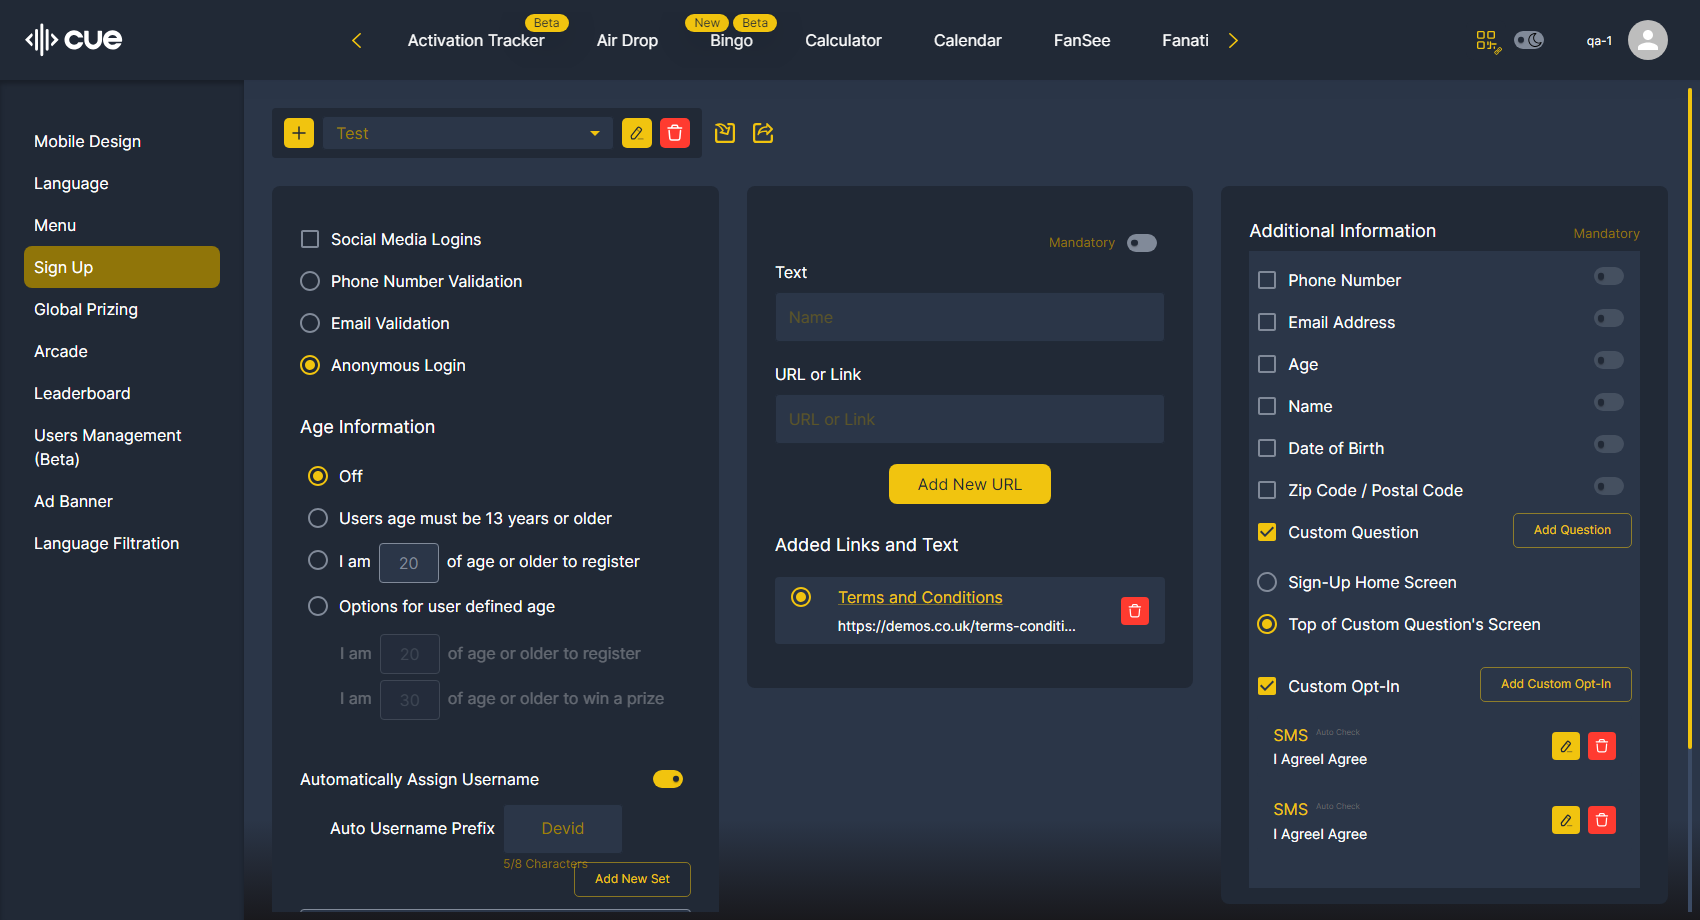 cue
Beta
New
Beta
Activation Tracker
Air Drop
Bingo
Calculator
Calendar
FanSee
Fanati
qa-1
Mobile Design
Language
Menu
Sign Up
Global Prizing
Arcade
Leaderboard
Users Management
(Beta)
Ad Banner
Language Filtration
Test
Social Media Logins
Phone Number Validation
Email Validation
Anonymous Login
Age Information
Off
Users age must be 13 years or older
I am 20 of age or older to register
Options for user defined age
I am 20 of age or older to register
I am 30 of age or older to win a prize
Automatically Assign Username
Auto Username Prefix Devid
5/8 Characters
Add New Set
Mandatory
Text
Name
URL or Link
URL or Link
Add New URL
Added Links and Text
Terms and Conditions
https://demos.co.uk/terms-conditi...
Additional Information
Mandatory
Phone Number
Email Address
Age
Name
Date of Birth
Zip Code / Postal Code
Custom Question
Add Question
Sign-Up Home Screen
Top of Custom Question's Screen
Custom Opt-In
Add Custom Opt-In
SMS Auto Check
I AgreeI Agree
SMS Auto Check
I AgreeI Agree